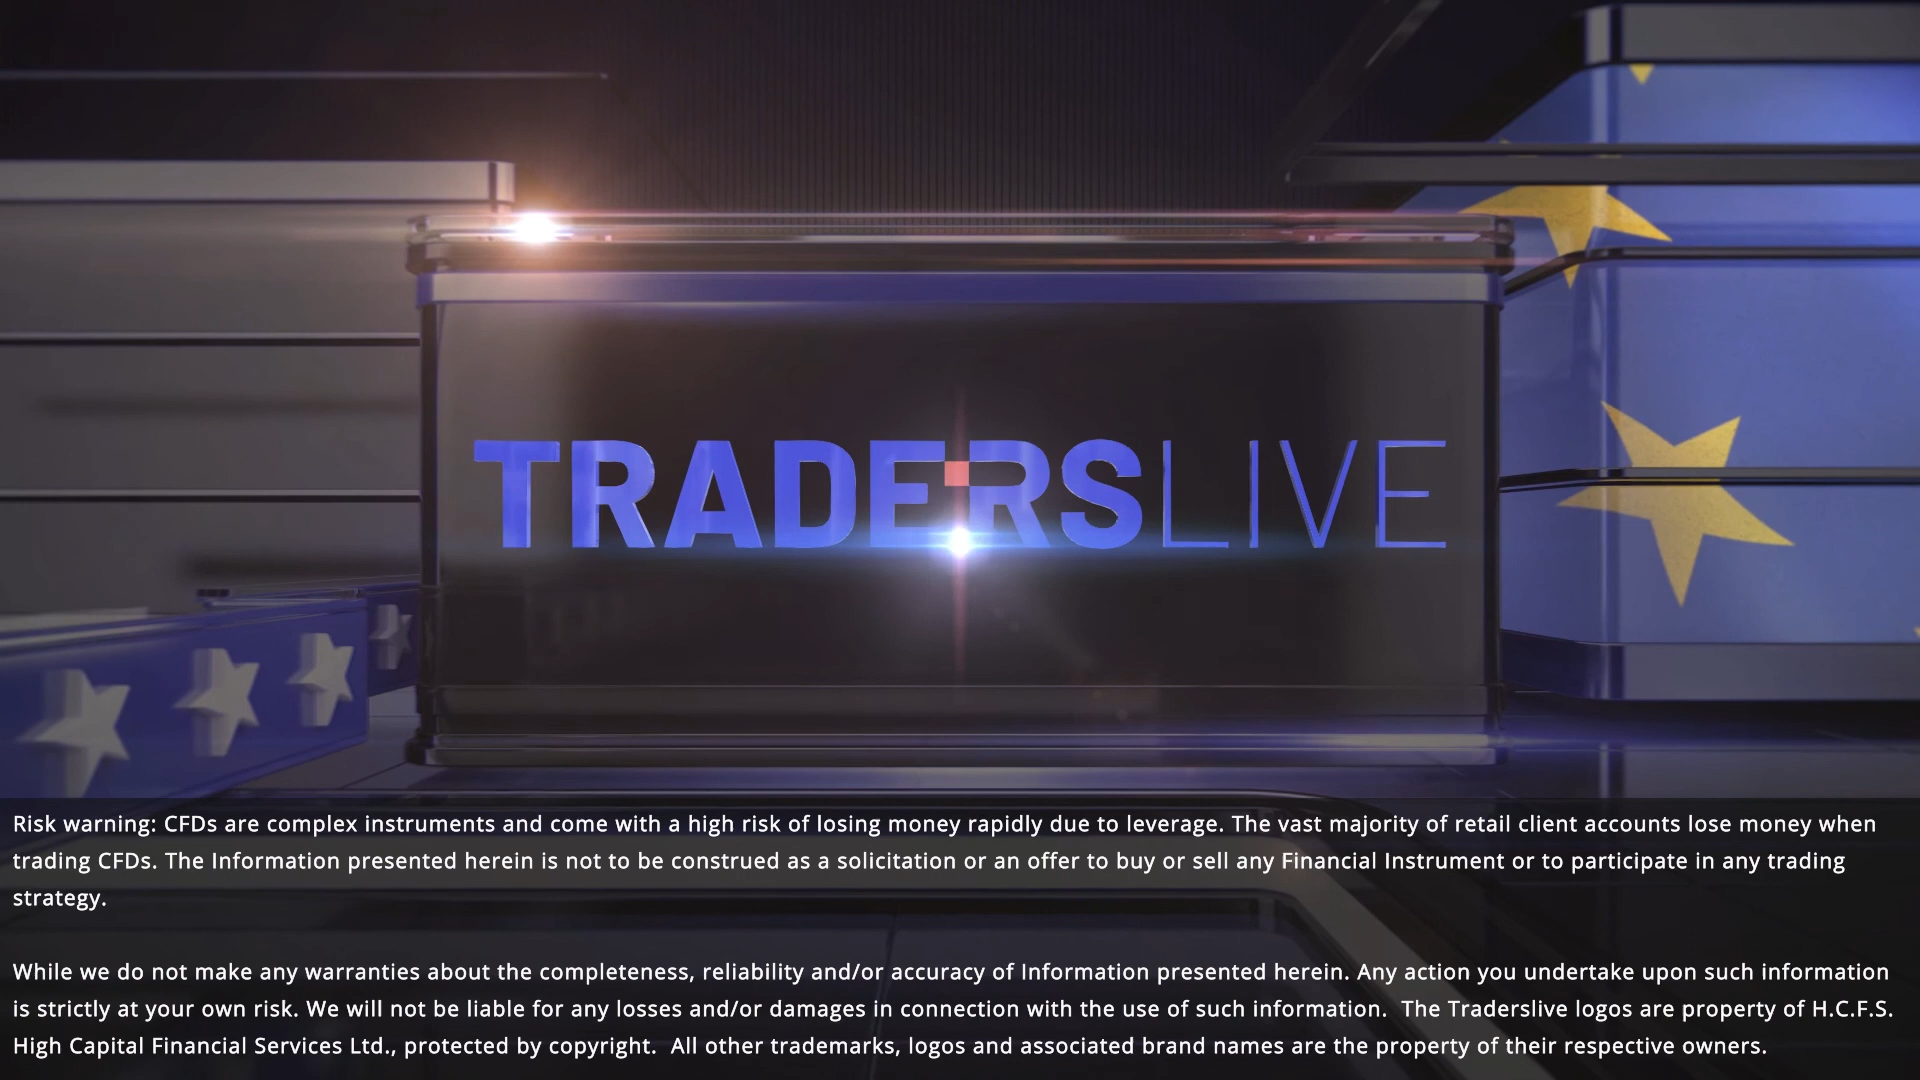 TRADERSLIVE
Risk warning: CFDs are complex instruments and come with a high risk of losing money rapidly due to leverage. The vast majority of retail client accounts lose money when
trading CFDs. The Information presented herein is not to be construed as a solicitation or an offer to buy or sell any Financial Instrument or to participate in any trading
strategy.
While we do not make any warranties about the completeness, reliability and/or accuracy of Information presented herein. Any action you undertake upon such information
is strictly at your own risk. We will not be liable for any losses and/or damages in connection with the use of such information.  The Traderslive logos are property of H.C.F.S.
High Capital Financial Services Ltd., protected by copyright.  All other trademarks, logos and associated brand names are the property of their respective owners.